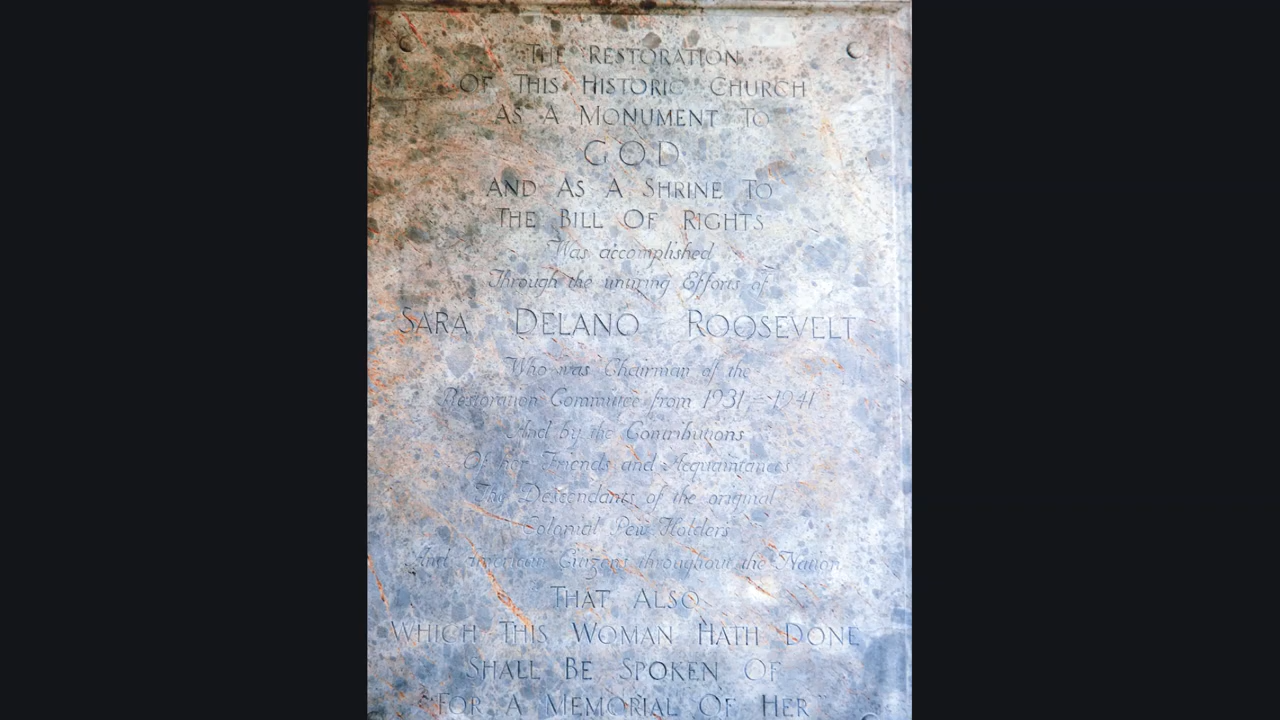 THE RESTORATION
OF THIS HISTORIC CHURCH
AS A MONUMENT TO
GOD
AND AS A SHRINE TO
THE BILL OF RIGHTS
Was accomplished
Through the untiring Efforts of
SARA DELANO ROOSEVELT
Who was Chairman of the
Restoration Committee from 1931-1941
And by the Contributions
Of her Friends and Acquaintances
The Descendants of the original
Colonial Pew Holders
And American Citizens throughout the Nation
THAT ALSO
WHICH THIS WOMAN HATH DONE
SHALL BE SPOKEN OF
"FOR A MEMORIAL OF HER"